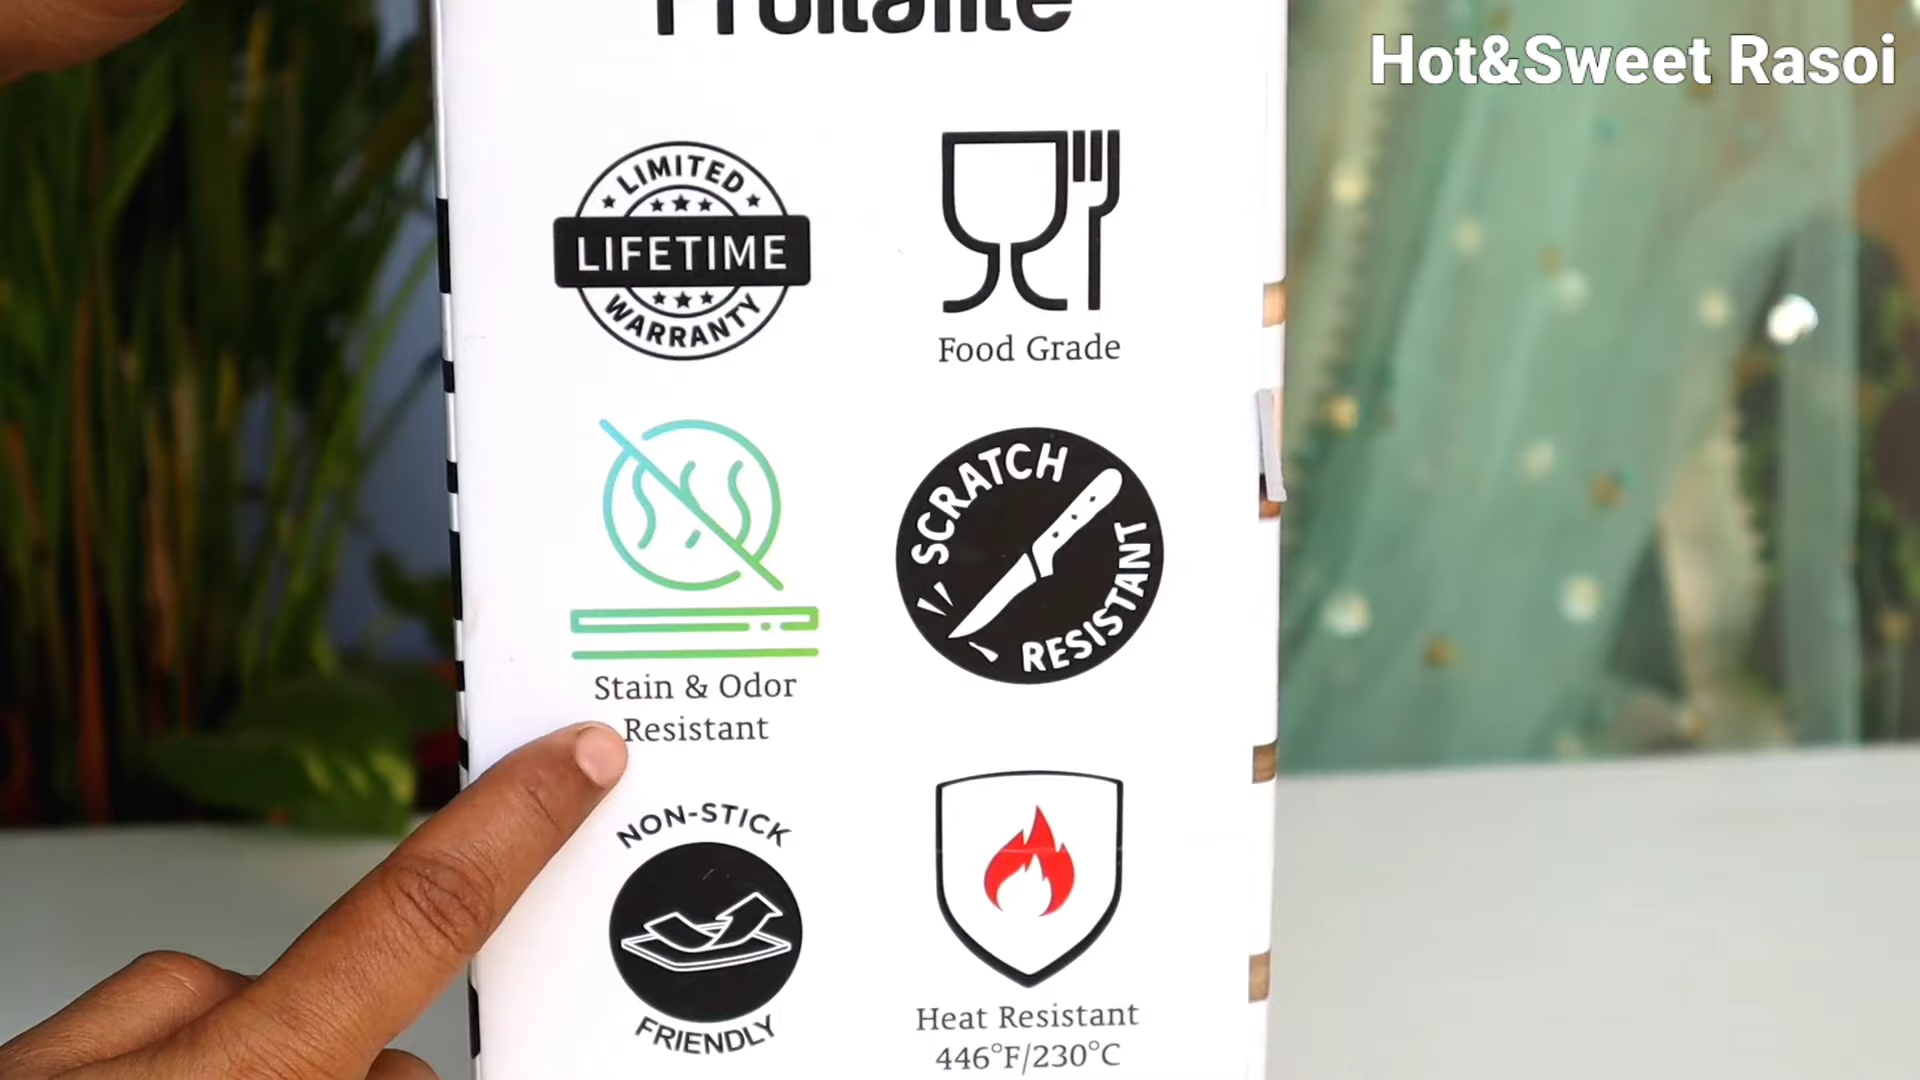 Hot&Sweet Rasoi
LIMITED
LIFETIME
WARRANTY
Food Grade
Stain & Odor
Resistant
SCRATCH
RESISTANT
NON-STICK
FRIENDLY
Heat Resistant
446°F/230°C